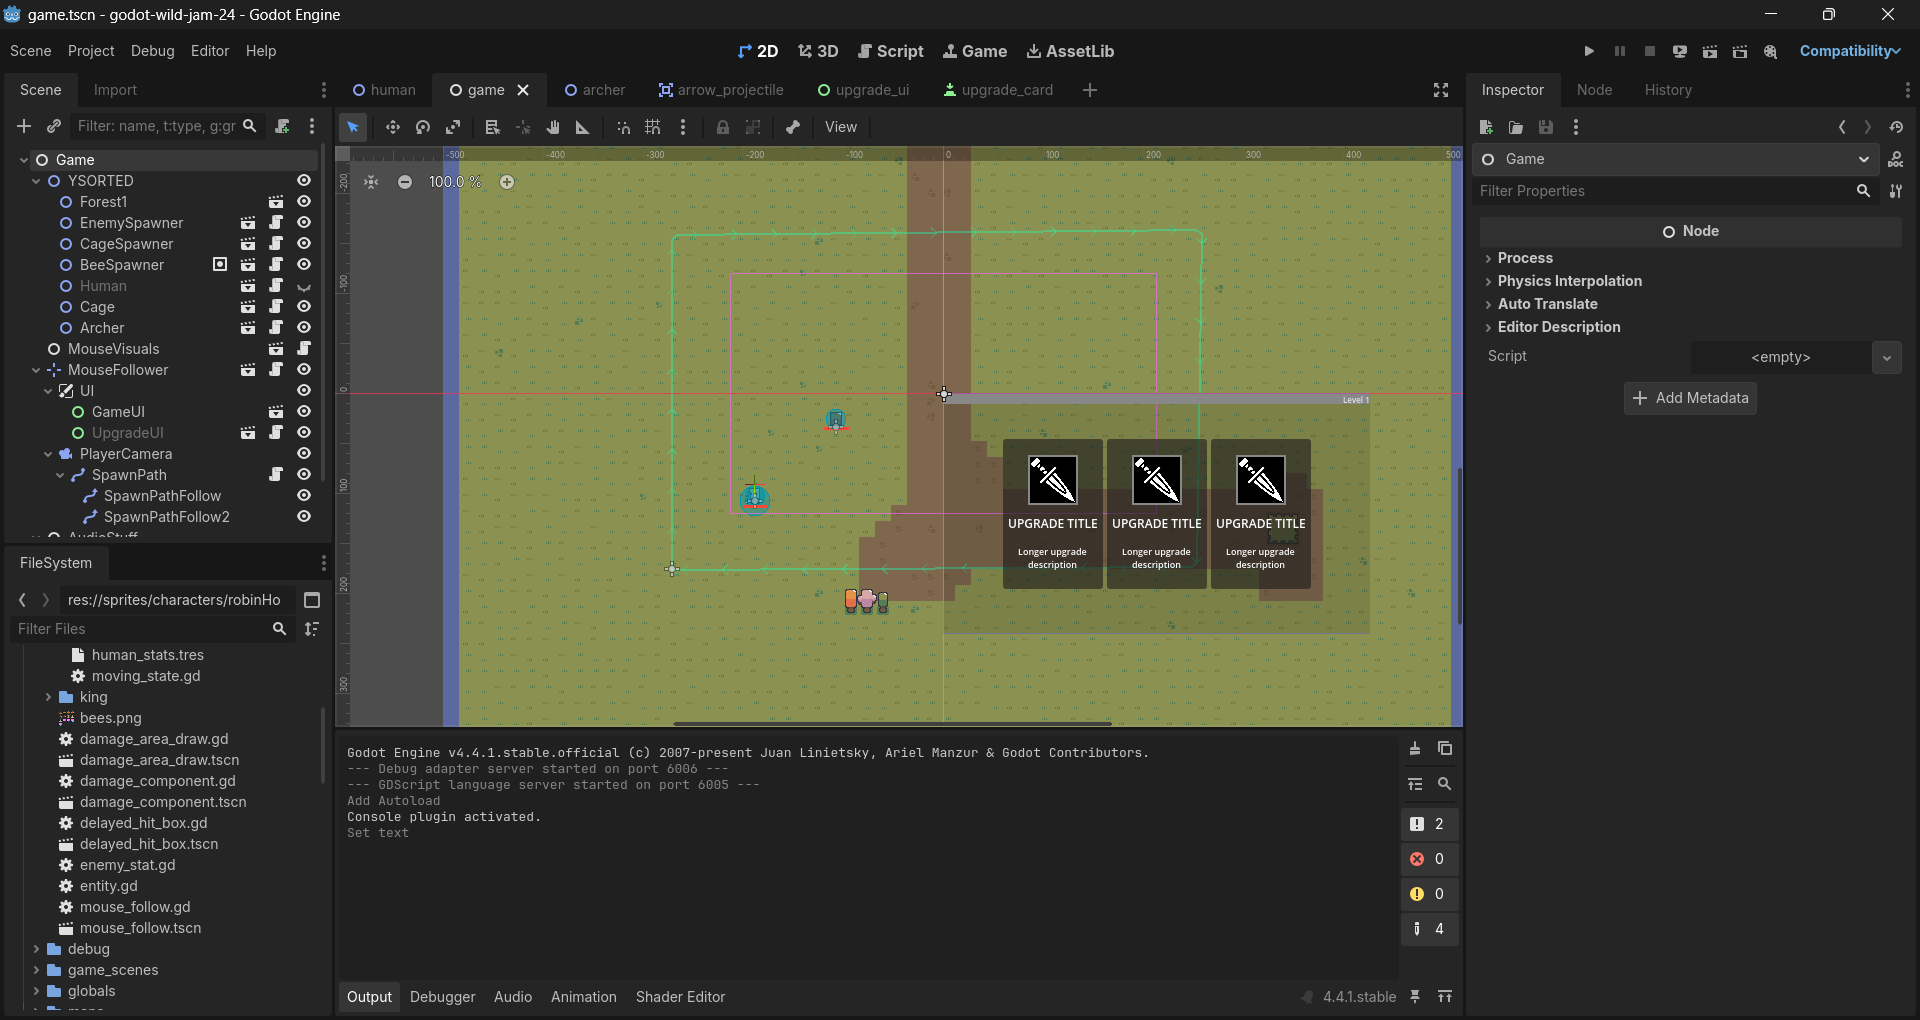 game.tscn - godot-wild-jam-24 - Godot Engine
Scene Project Debug Editor Help
2D 3D Script Game AssetLib
Compatibility
Scene Import
human game archer arrow_projectile upgrade_ui upgrade_card
Inspector Node History
Filter: name, t:type, g:gr
View
Game
YSORTED
Forest1
EnemySpawner
CageSpawner
BeeSpawner
Human
Cage
Archer
MouseVisuals
MouseFollower
UI
GameUI
UpgradeUI
PlayerCamera
SpawnPath
SpawnPathFollow
SpawnPathFollow2
AudioStuff
FileSystem
res://sprites/characters/robinHo
Filter Files
human_stats.tres
moving_state.gd
king
bees.png
damage_area_draw.gd
damage_area_draw.tscn
damage_component.gd
damage_component.tscn
delayed_hit_box.gd
delayed_hit_box.tscn
enemy_stat.gd
entity.gd
mouse_follow.gd
mouse_follow.tscn
debug
game_scenes
globals
-500 -400 -300 -200 -100 0 100 200 300 400 500
100.0 %
-200
-100
0
100
200
300
Level 1
UPGRADE TITLE UPGRADE TITLE UPGRADE TITLE
Longer upgrade Longer upgrade Longer upgrade
description description description
Godot Engine v4.4.1.stable.official (c) 2007-present Juan Linietsky, Ariel Manzur & Godot Contributors.
--- Debug adapter server started on port 6006 ---
--- GDScript language server started on port 6005 ---
Add Autoload
Console plugin activated.
Set text
2
0
0
4
Output Debugger Audio Animation Shader Editor
4.4.1.stable
Game
Filter Properties
Node
Process
Physics Interpolation
Auto Translate
Editor Description
Script <empty>
Add Metadata